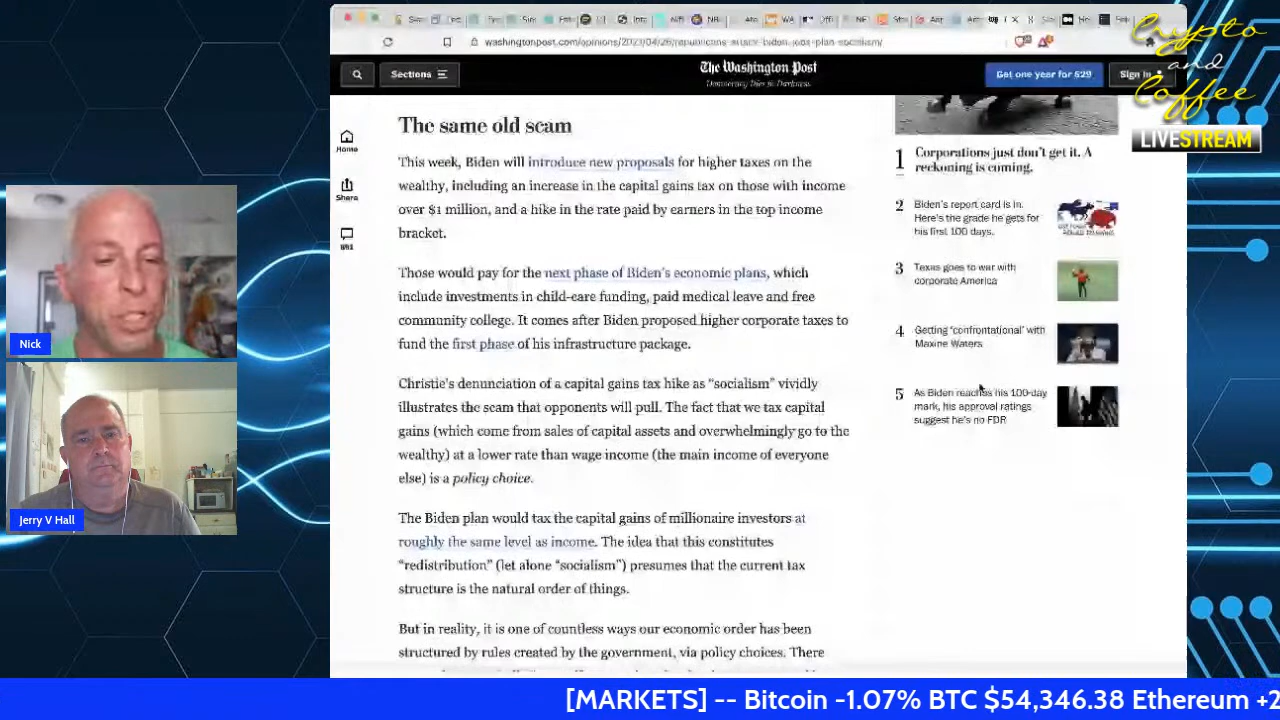 washingtonpost.com/opinions/2021/04/26/republicans-attack-biden-jobs-plan-socialism/
Crypto
and
Coffee
LIVESTREAM
Sections
The Washington Post
Democracy Dies in Darkness
Get one year for $29
Sign in
Home
Share
The same old scam
This week, Biden will introduce new proposals for higher taxes on the
wealthy, including an increase in the capital gains tax on those with income
over $1 million, and a hike in the rate paid by earners in the top income
bracket.
Those would pay for the next phase of Biden's economic plans, which
include investments in child-care funding, paid medical leave and free
community college. It comes after Biden proposed higher corporate taxes to
fund the first phase of his infrastructure package.
Christie's denunciation of a capital gains tax hike as “socialism” vividly
illustrates the scam that opponents will pull. The fact that we tax capital
gains (which come from sales of capital assets and overwhelmingly go to the
wealthy) at a lower rate than wage income (the main income of everyone
else) is a policy choice.
The Biden plan would tax the capital gains of millionaire investors at
roughly the same level as income. The idea that this constitutes
“redistribution” (let alone “socialism”) presumes that the current tax
structure is the natural order of things.
But in reality, it is one of countless ways our economic order has been
structured by rules created by the government, via policy choices. There
1 Corporations just don't get it. A
reckoning is coming.
2 Biden's report card is in.
Here's the grade he gets for
his first 100 days.
3 Texas goes to war with
corporate America
4 Getting ‘confrontational’ with
Maxine Waters
5 As Biden reaches his 100-day
mark, his approval ratings
suggest he's no FDR
Nick
Jerry V Hall
[MARKETS] -- Bitcoin -1.07% BTC $54,346.38 Ethereum +2